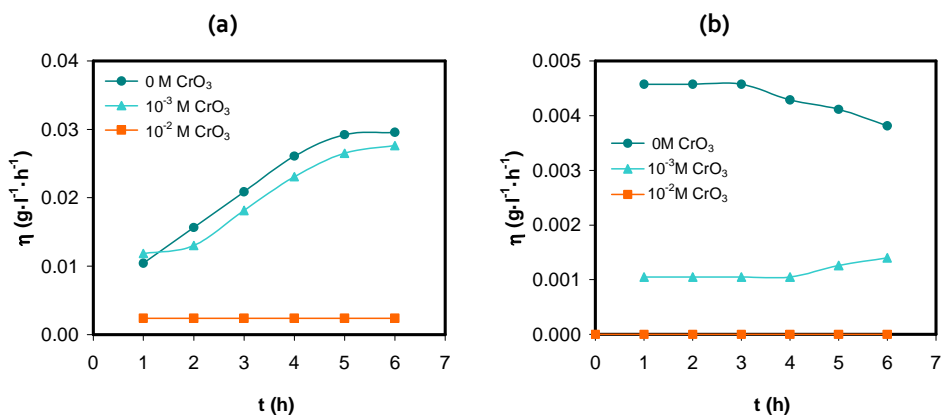 (a)
0.04
0.03
0.02
0.01
0.00
η (g·l⁻¹·h⁻¹)
0 M CrO₃
10⁻³ M CrO₃
10⁻² M CrO₃
0 1 2 3 4 5 6 7
t (h)
(b)
0.005
0.004
0.003
0.002
0.001
0.000
η (g·l⁻¹·h⁻¹)
0M CrO₃
10⁻³M CrO₃
10⁻²M CrO₃
0 1 2 3 4 5 6 7
t (h)